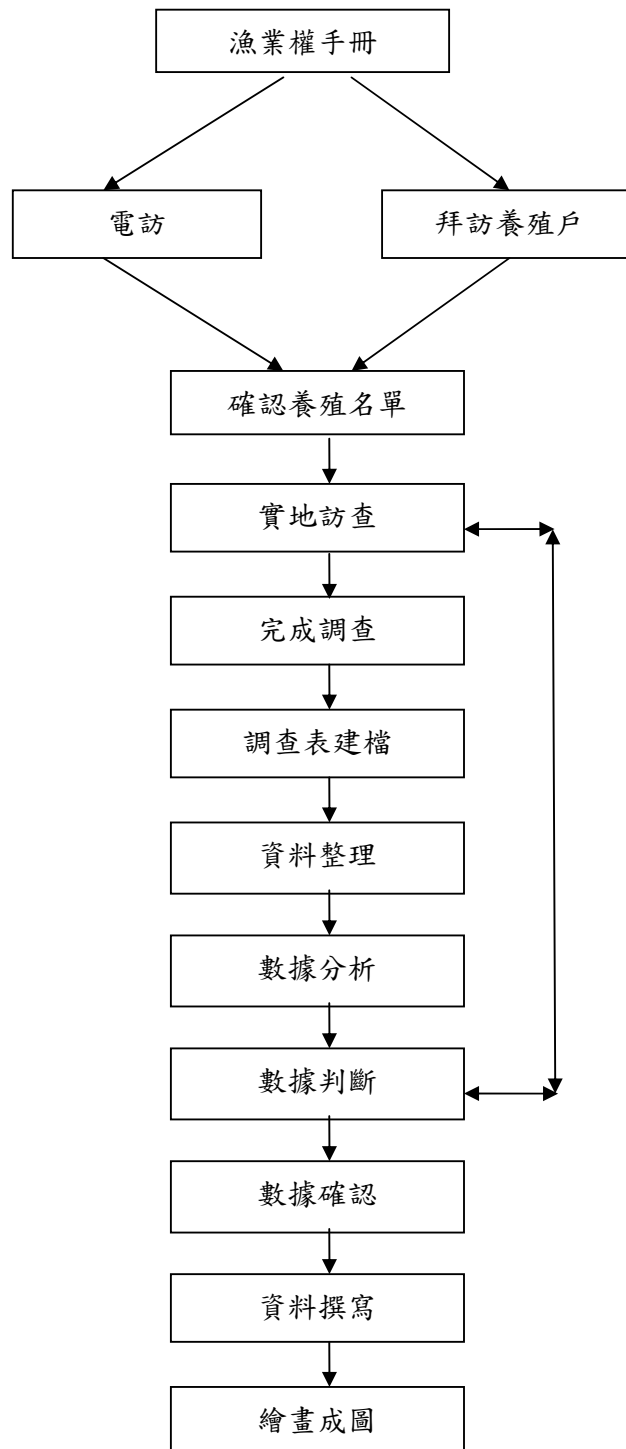 漁業權手冊
電訪
拜訪養殖戶
確認養殖名單
實地訪查
完成調查
調查表建檔
資料整理
數據分析
數據判斷
數據確認
資料撰寫
繪畫成圖